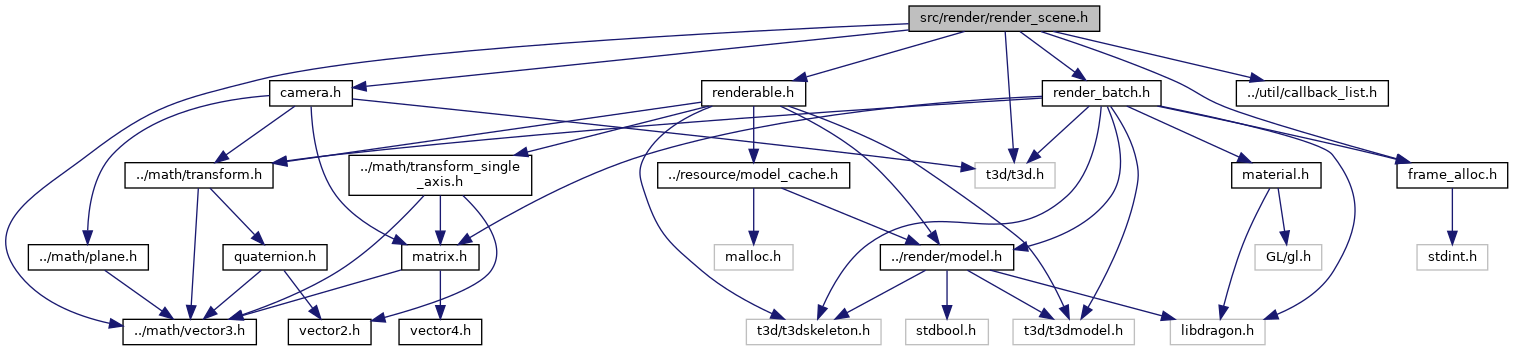 src/render/render_scene.h
camera.h
renderable.h
render_batch.h
../util/callback_list.h
../math/transform.h
../math/transform_single
_axis.h
../resource/model_cache.h
t3d/t3d.h
material.h
frame_alloc.h
../math/plane.h
quaternion.h
matrix.h
malloc.h
../render/model.h
GL/gl.h
stdint.h
../math/vector3.h
vector2.h
vector4.h
t3d/t3dskeleton.h
stdbool.h
t3d/t3dmodel.h
libdragon.h